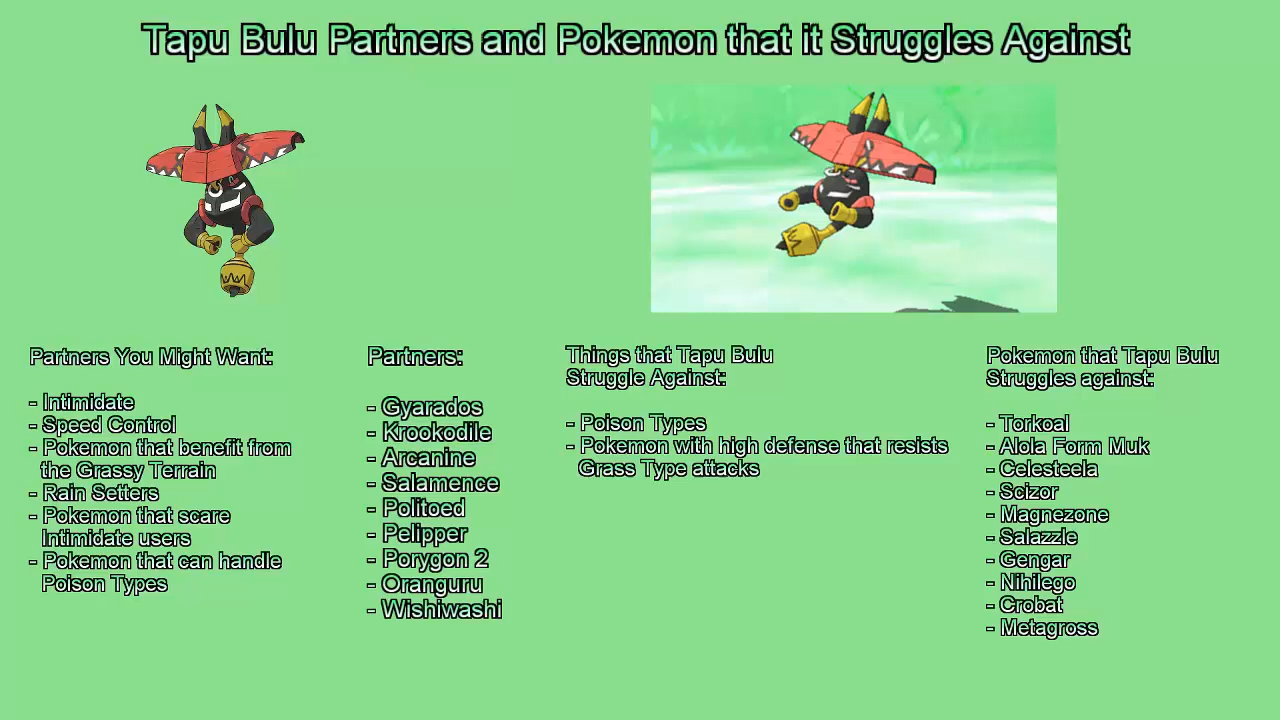 Tapu Bulu Partners and Pokemon that it Struggles Against
Partners You Might Want:
- Intimidate
- Speed Control
- Pokemon that benefit from
the Grassy Terrain
- Rain Setters
- Pokemon that scare
Intimidate users
- Pokemon that can handle
Poison Types
Partners:
- Gyarados
- Krookodile
- Arcanine
- Salamence
- Politoed
- Pelipper
- Porygon 2
- Oranguru
- Wishiwashi
Things that Tapu Bulu
Struggle Against:
- Poison Types
- Pokemon with high defense that resists
Grass Type attacks
Pokemon that Tapu Bulu
Struggles against:
- Torkoal
- Alola Form Muk
- Celesteela
- Scizor
- Magnezone
- Salazzle
- Gengar
- Nihilego
- Crobat
- Metagross